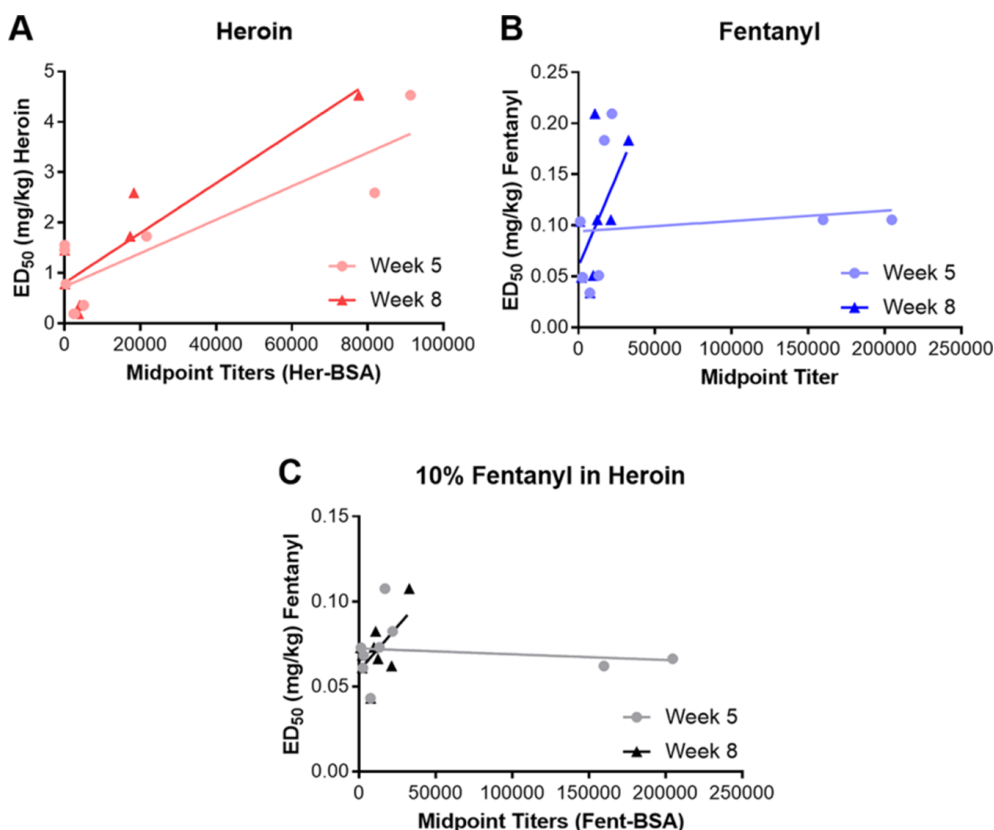 A
Heroin
ED50 (mg/kg) Heroin
5
4
3
2
1
0
0
20000
40000
60000
80000
100000
Week 5
Week 8
Midpoint Titers (Her-BSA)
B
Fentanyl
ED50 (mg/kg) Fentanyl
0.25
0.20
0.15
0.10
0.05
0.00
0
50000
100000
150000
200000
250000
Week 5
Week 8
Midpoint Titer
C
10% Fentanyl in Heroin
ED50 (mg/kg) Fentanyl
0.15
0.10
0.05
0.00
0
50000
100000
150000
200000
250000
Week 5
Week 8
Midpoint Titers (Fent-BSA)